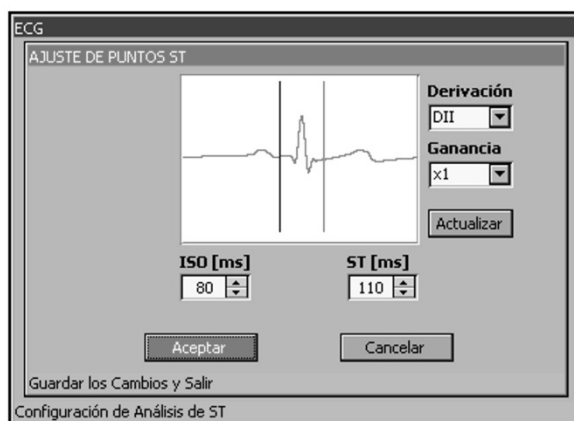 ECG
AJUSTE DE PUNTOS ST
Derivación
DII
Ganancia
x1
Actualizar
ISO [ms]
ST [ms]
80
110
Aceptar
Cancelar
Guardar los Cambios y Salir
Configuración de Análisis de ST